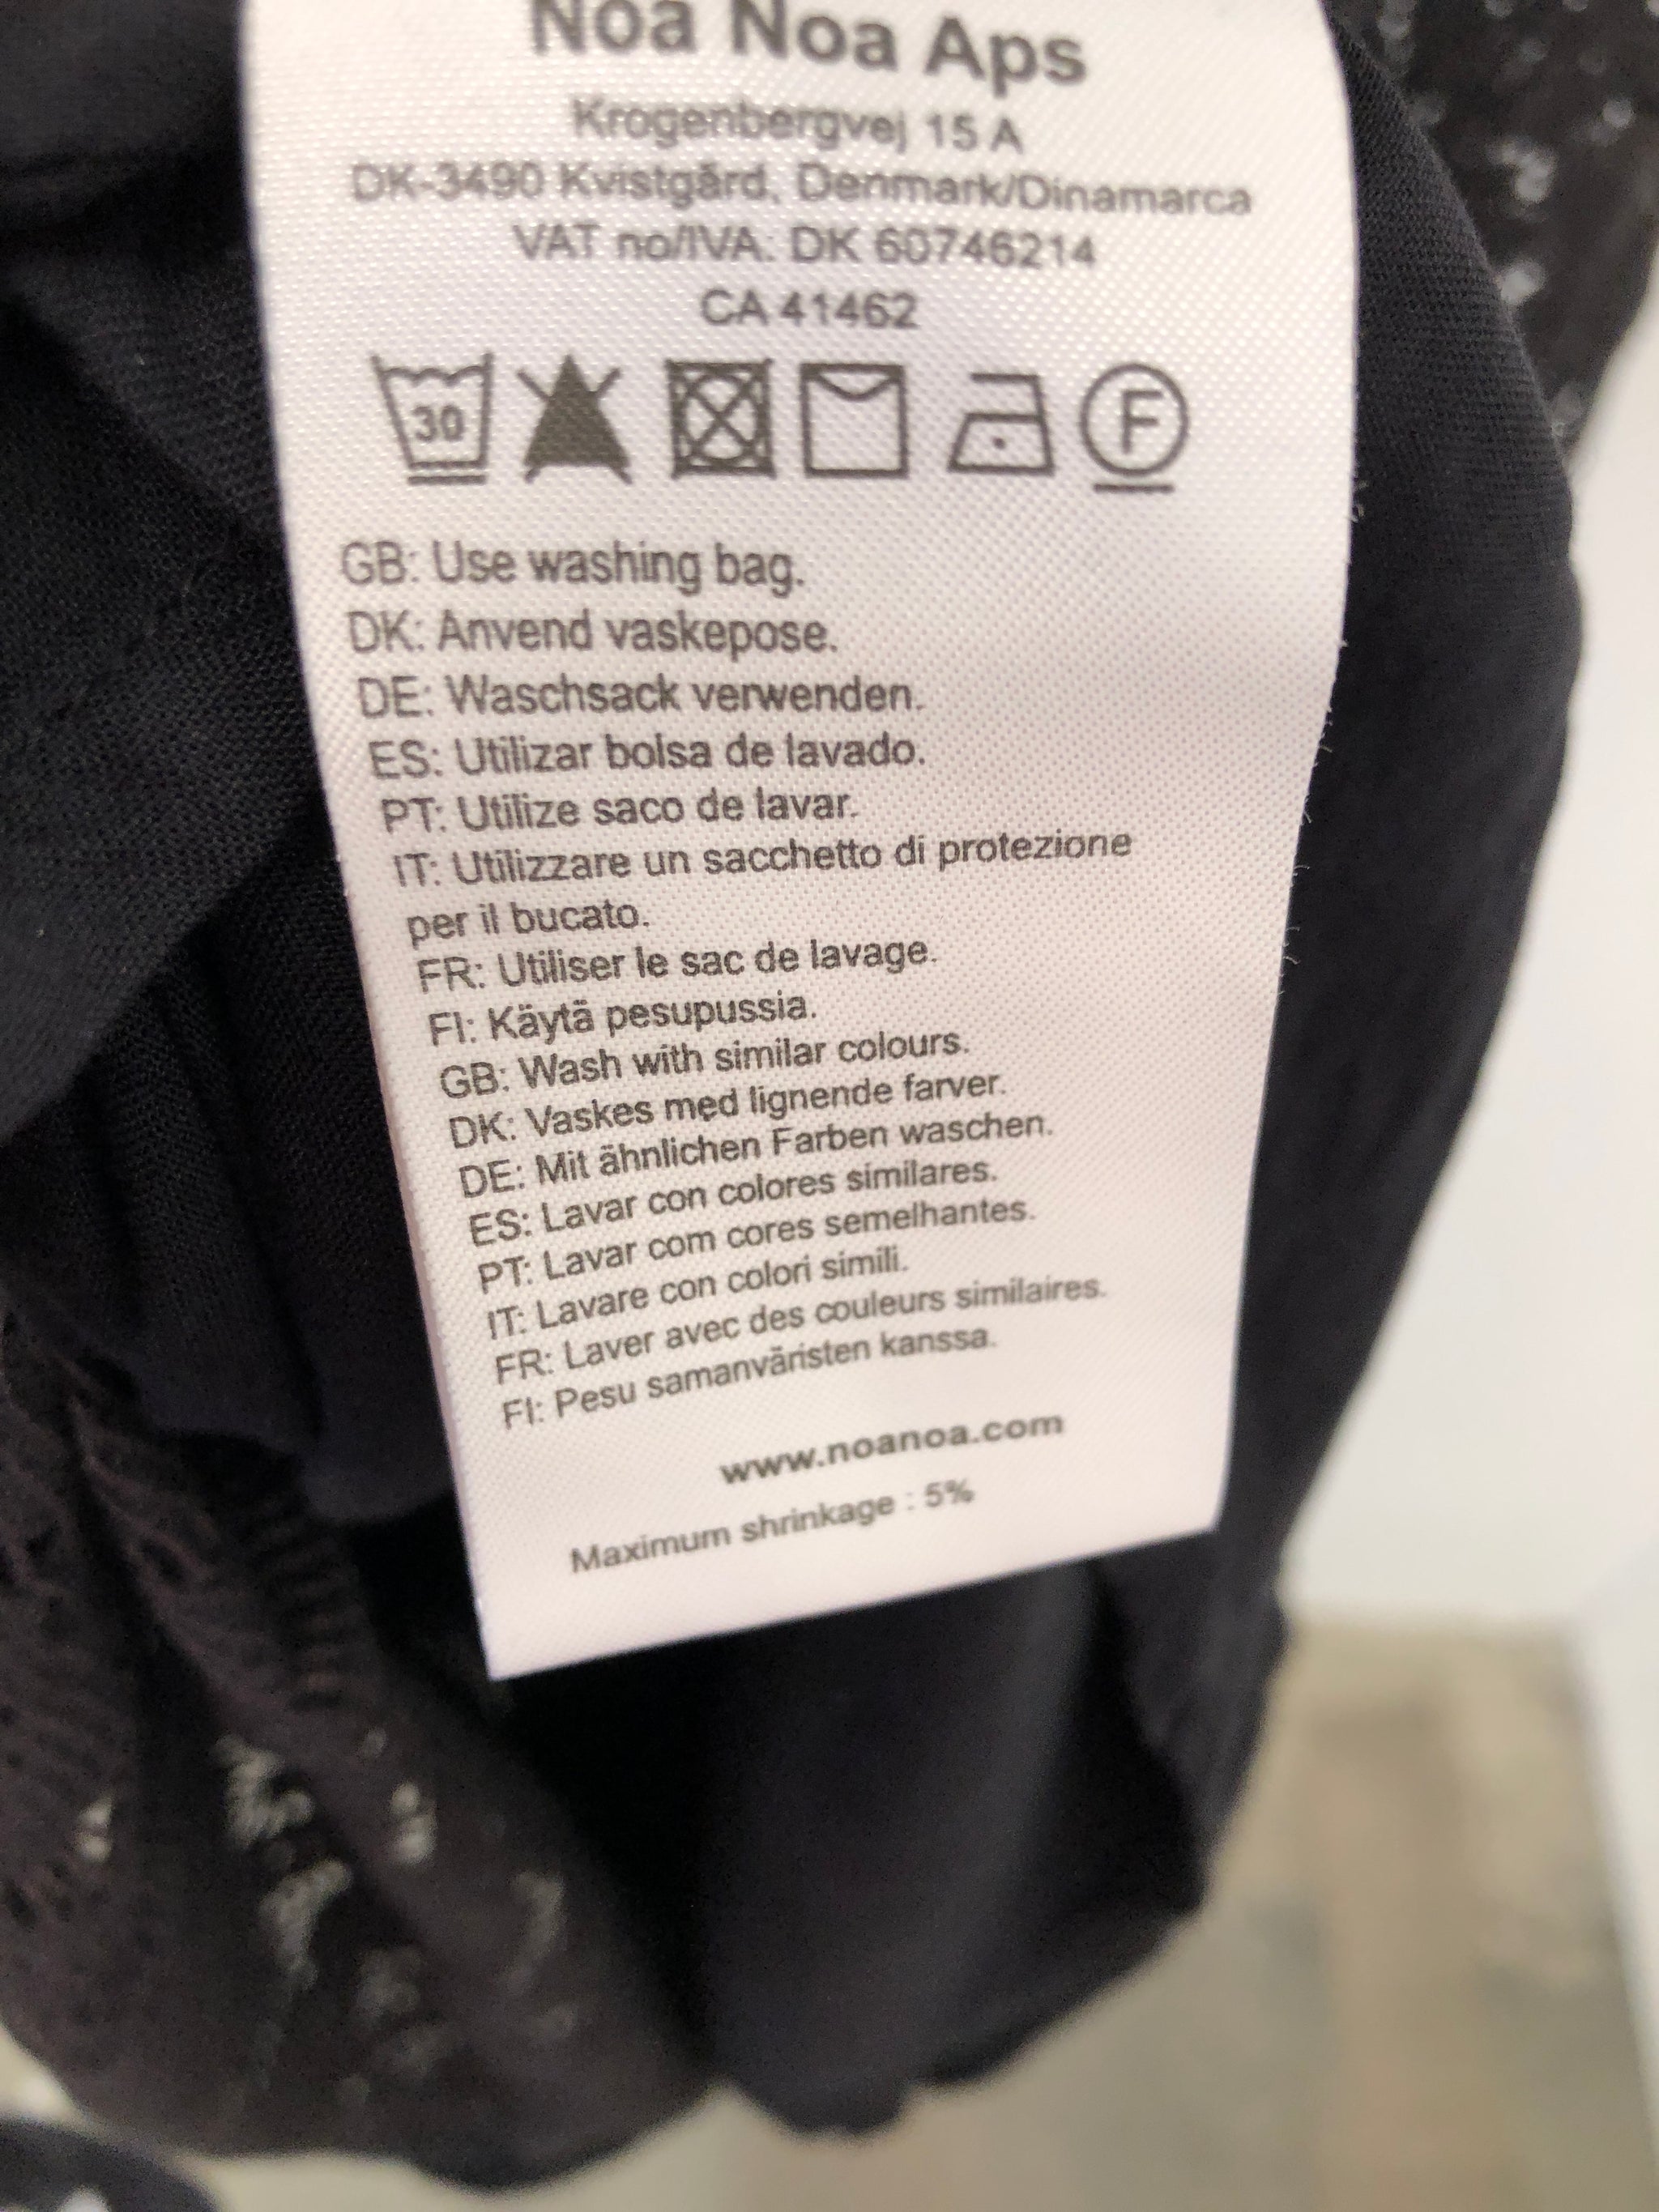 Noa Noa Aps
Krogenbergvej 15 A
DK-3490 Kvistgård, Denmark/Dinamarca
VAT no/IVA: DK 60746214
CA 41462
30 F
GB: Use washing bag.
DK: Anvend vaskepose.
DE: Waschsack verwenden.
ES: Utilizar bolsa de lavado.
PT: Utilize saco de lavar.
IT: Utilizzare un sacchetto di protezione
per il bucato.
FR: Utiliser le sac de lavage.
FI: Käytä pesupussia.
GB: Wash with similar colours.
DK: Vaskes med lignende farver.
DE: Mit ähnlichen Farben waschen.
ES: Lavar con colores similares.
PT: Lavar com cores semelhantes.
IT: Lavare con colori simili.
FR: Laver avec des couleurs similaires.
FI: Pesu samanväristen kanssa.
www.noanoa.com
Maximum shrinkage : 5%